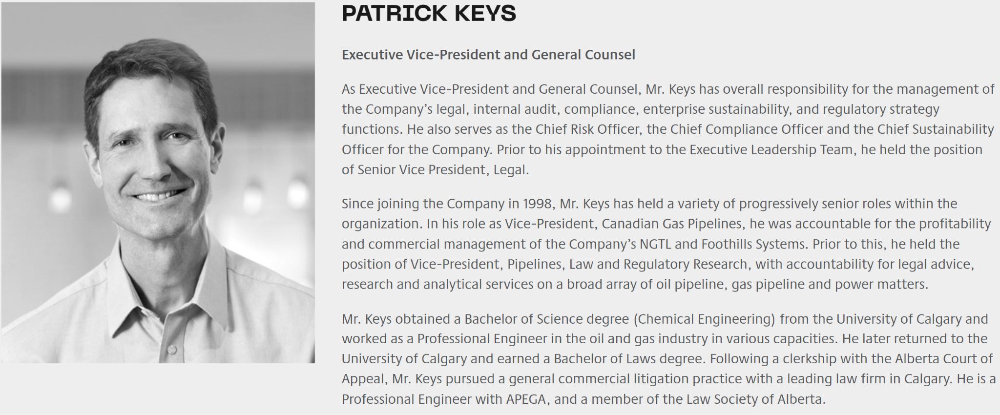 PATRICK KEYS
Executive Vice-President and General Counsel
As Executive Vice-President and General Counsel, Mr. Keys has overall responsibility for the management of
the Company’s legal, internal audit, compliance, enterprise sustainability, and regulatory strategy
functions. He also serves as the Chief Risk Officer, the Chief Compliance Officer and the Chief Sustainability
Officer for the Company. Prior to his appointment to the Executive Leadership Team, he held the position
of Senior Vice President, Legal.
Since joining the Company in 1998, Mr. Keys has held a variety of progressively senior roles within the
organization. In his role as Vice-President, Canadian Gas Pipelines, he was accountable for the profitability
and commercial management of the Company’s NGTL and Foothills Systems. Prior to this, he held the
position of Vice-President, Pipelines, Law and Regulatory Research, with accountability for legal advice,
research and analytical services on a broad array of oil pipeline, gas pipeline and power matters.
Mr. Keys obtained a Bachelor of Science degree (Chemical Engineering) from the University of Calgary and
worked as a Professional Engineer in the oil and gas industry in various capacities. He later returned to the
University of Calgary and earned a Bachelor of Laws degree. Following a clerkship with the Alberta Court of
Appeal, Mr. Keys pursued a general commercial litigation practice with a leading law firm in Calgary. He is a
Professional Engineer with APEGA, and a member of the Law Society of Alberta.